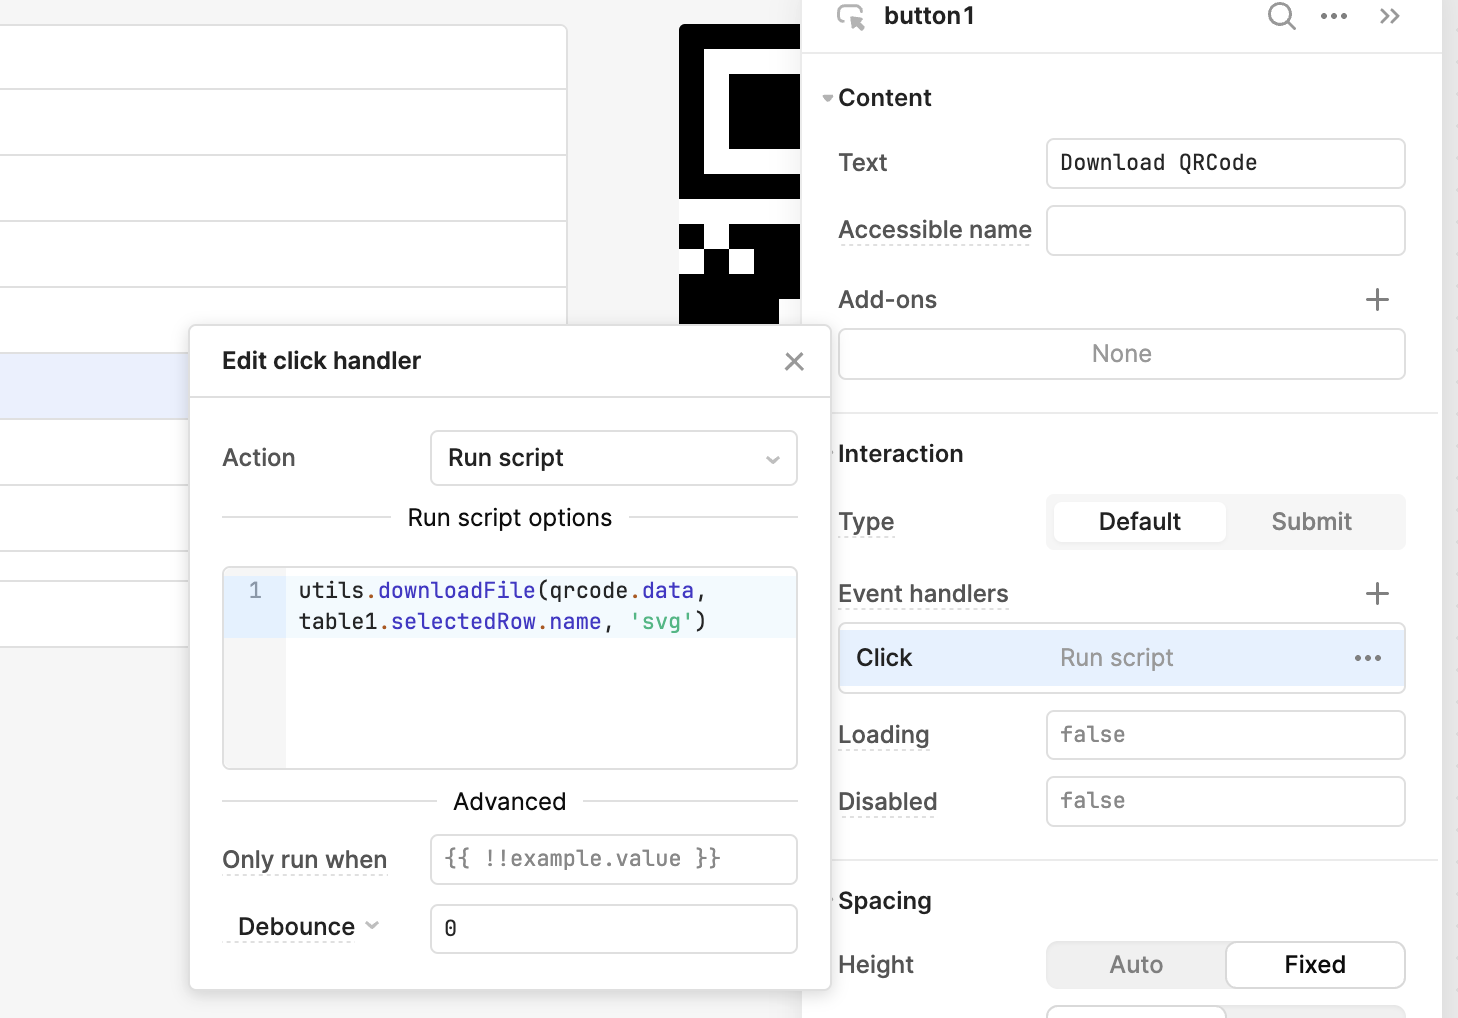 button1
Content
Text
Download QRCode
Accessible name
Add-ons
None
Interaction
Type
Default
Submit
Event handlers
Click
Run script
Loading
false
Disabled
false
Spacing
Height
Auto
Fixed
Edit click handler
Action
Run script
Run script options
1
utils.downloadFile(qrcode.data,
table1.selectedRow.name, 'svg')
Advanced
Only run when
{{ !!example.value }}
Debounce
0